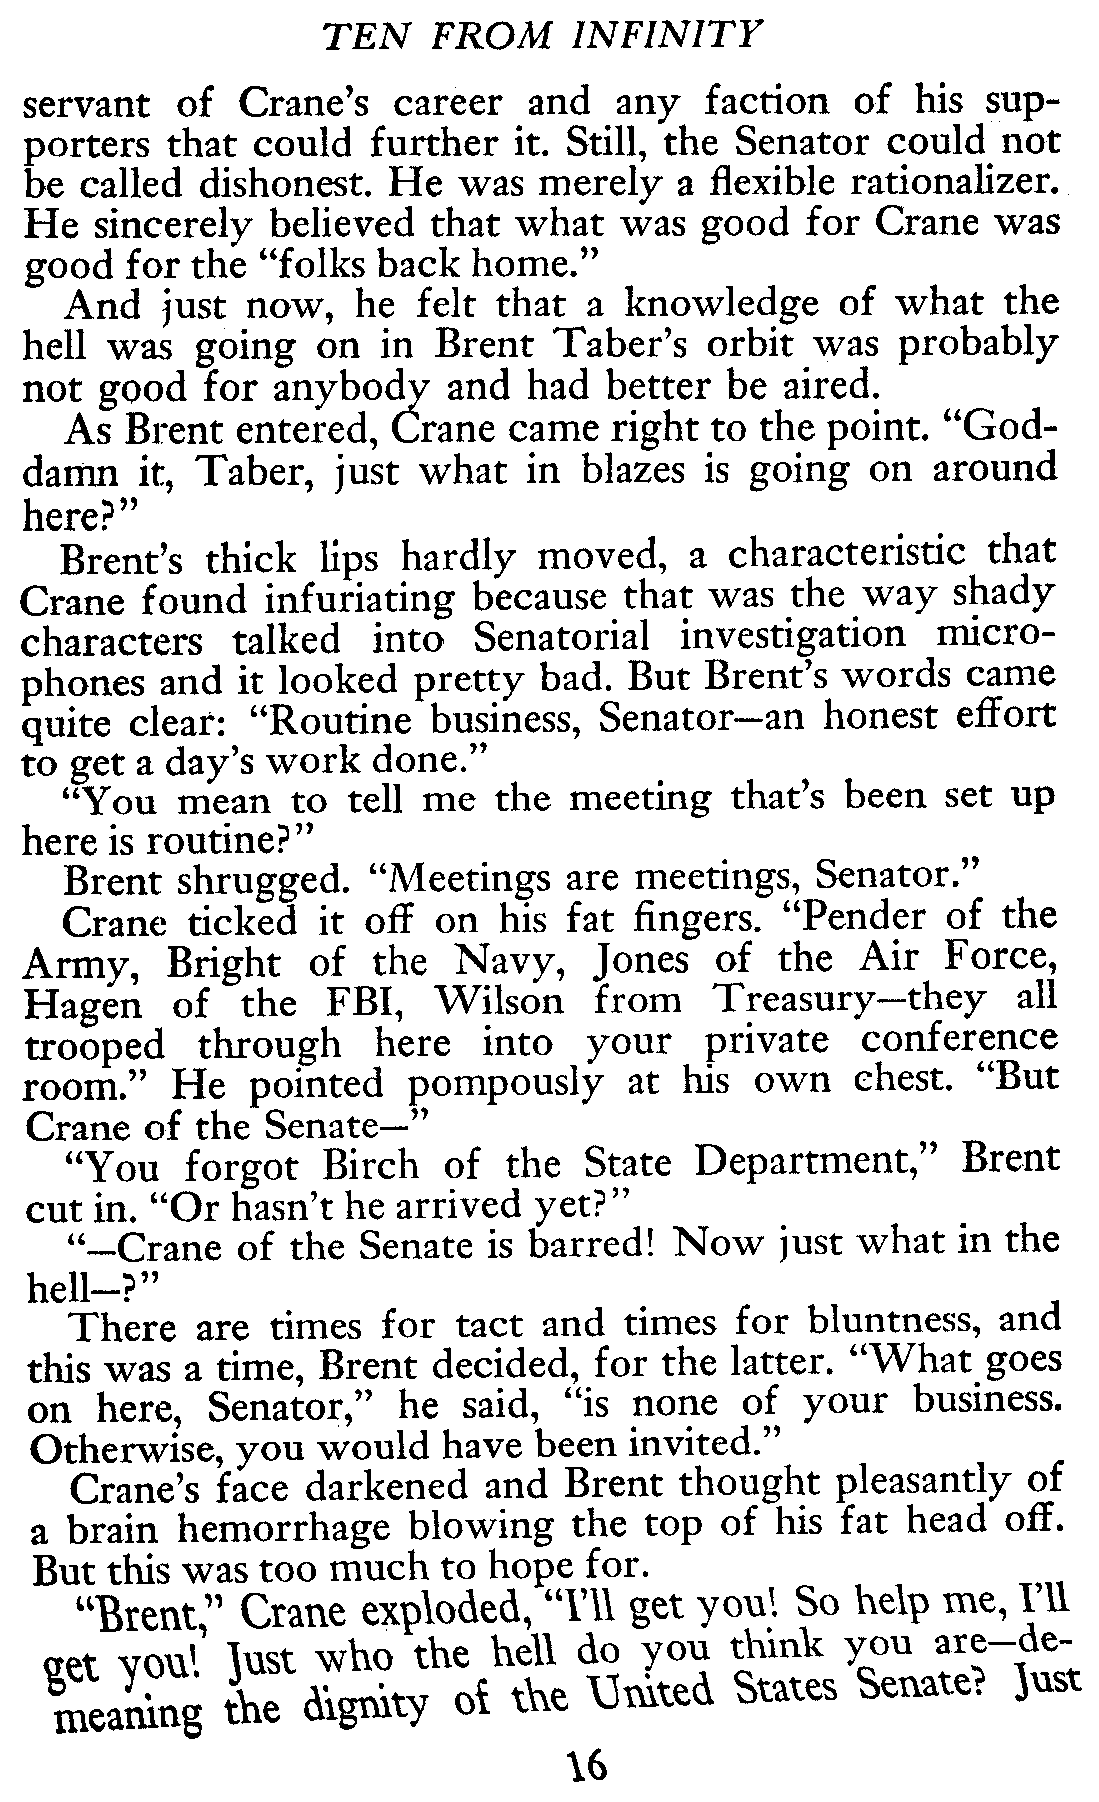 TEN FROM INFINITY
servant of Crane's career and any faction of his sup-
porters that could further it. Still, the Senator could not
be called dishonest. He was merely a flexible rationalizer.
He sincerely believed that what was good for Crane was
good for the “folks back home.”
And just now, he felt that a knowledge of what the
hell was going on in Brent Taber's orbit was probably
not good for anybody and had better be aired.
As Brent entered, Crane came right to the point. “God-
damn it, Taber, just what in blazes is going on around
here?”
Brent's thick lips hardly moved, a characteristic that
Crane found infuriating because that was the way shady
characters talked into Senatorial investigation micro-
phones and it looked pretty bad. But Brent's words came
quite clear: “Routine business, Senator—an honest effort
to get a day's work done.”
“You mean to tell me the meeting that's been set up
here is routine?”
Brent shrugged. “Meetings are meetings, Senator.”
Crane ticked it off on his fat fingers. “Pender of the
Army, Bright of the Navy, Jones of the Air Force,
Hagen of the FBI, Wilson from Treasury—they all
trooped through here into your private conference
room.” He pointed pompously at his own chest. “But
Crane of the Senate—”
“You forgot Birch of the State Department,” Brent
cut in. “Or hasn't he arrived yet?”
“—Crane of the Senate is barred! Now just what in the
hell—?”
There are times for tact and times for bluntness, and
this was a time, Brent decided, for the latter. “What goes
on here, Senator,” he said, “is none of your business.
Otherwise, you would have been invited.”
Crane's face darkened and Brent thought pleasantly of
a brain hemorrhage blowing the top of his fat head off.
But this was too much to hope for.
“Brent,” Crane exploded, “I'll get you! So help me, I'll
get you! Just who the hell do you think you are—de-
meaning the dignity of the United States Senate? Just
16